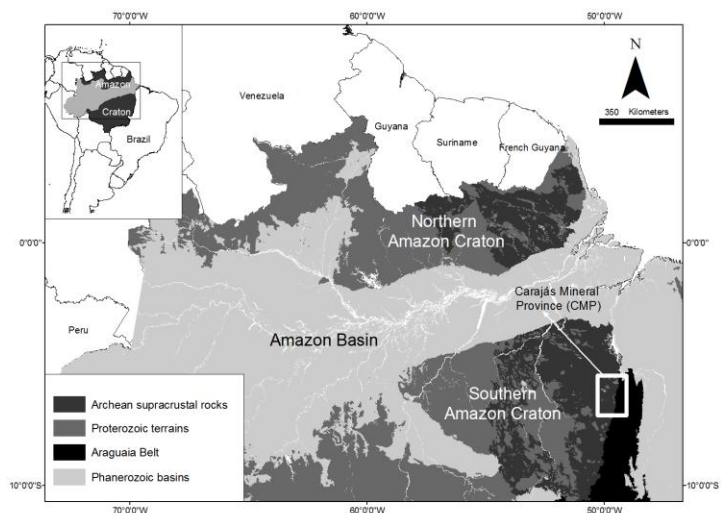 70°0'0"W
60°0'0"W
50°0'0"W
Amazon
Craton
Brazil
Venezuela
Guyana
Suriname
French Guyana
N
350 Kilometers
Northern
Amazon Craton
0°0'0"
0°0'0"
Carajás Mineral
Province (CMP)
Peru
Amazon Basin
Southern
Amazon Craton
Archean supracrustal rocks
Proterozoic terrains
Araguaia Belt
Phanerozoic basins
10°0'0"S
10°0'0"S
70°0'0"W
60°0'0"W
50°0'0"W